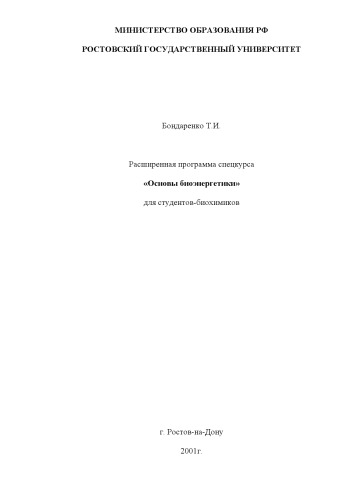 МИНИСТЕРСТВО ОБРАЗОВАНИЯ РФ
РОСТОВСКИЙ ГОСУДАРСТВЕННЫЙ УНИВЕРСИТЕТ
Бондаренко Т.И.
Расширенная программа спецкурса
«Основы биоэнергетики»
для студентов-биохимиков
г. Ростов-на-Дону
2001г.